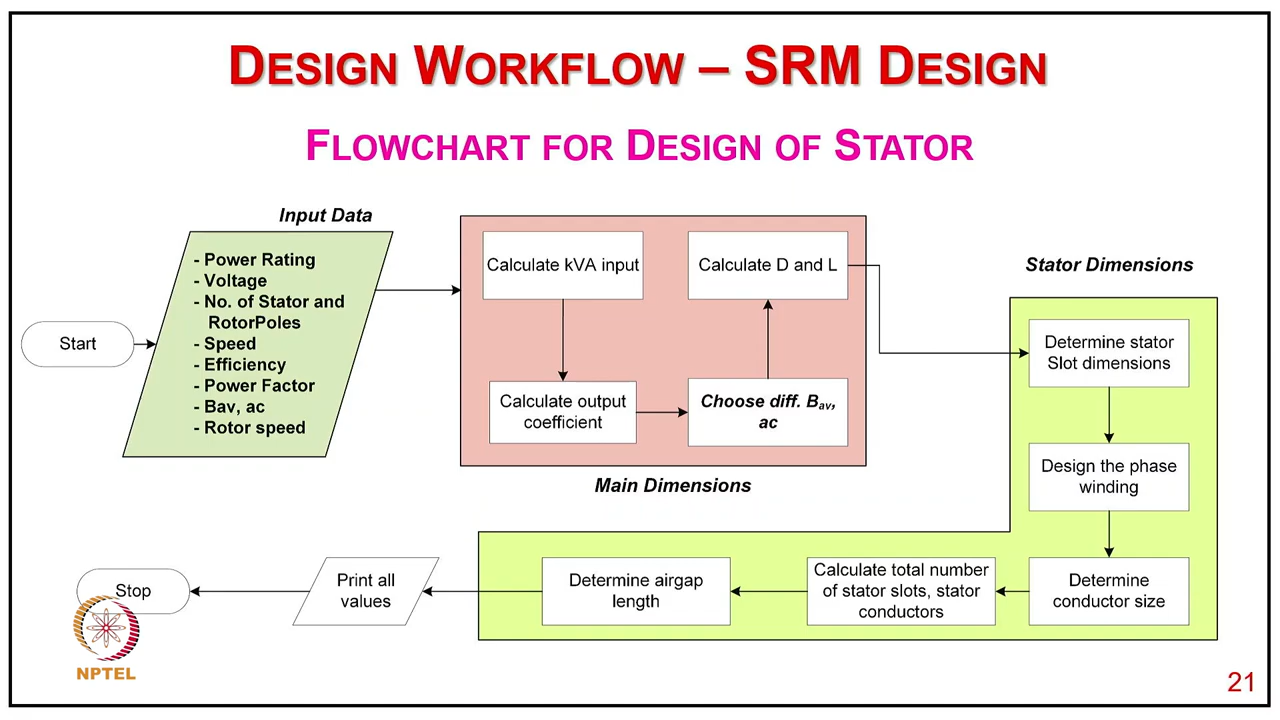 DESIGN WORKFLOW – SRM DESIGN
FLOWCHART FOR DESIGN OF STATOR
Input Data
Start
- Power Rating
- Voltage
- No. of Stator and
RotorPoles
- Speed
- Efficiency
- Power Factor
- Bav, ac
- Rotor speed
Calculate kVA input
Calculate output
coefficient
Choose diff. Bav,
ac
Calculate D and L
Main Dimensions
Stator Dimensions
Determine stator
Slot dimensions
Design the phase
winding
Determine
conductor size
Calculate total number
of stator slots, stator
conductors
Determine airgap
length
Print all
values
Stop
NPTEL
21